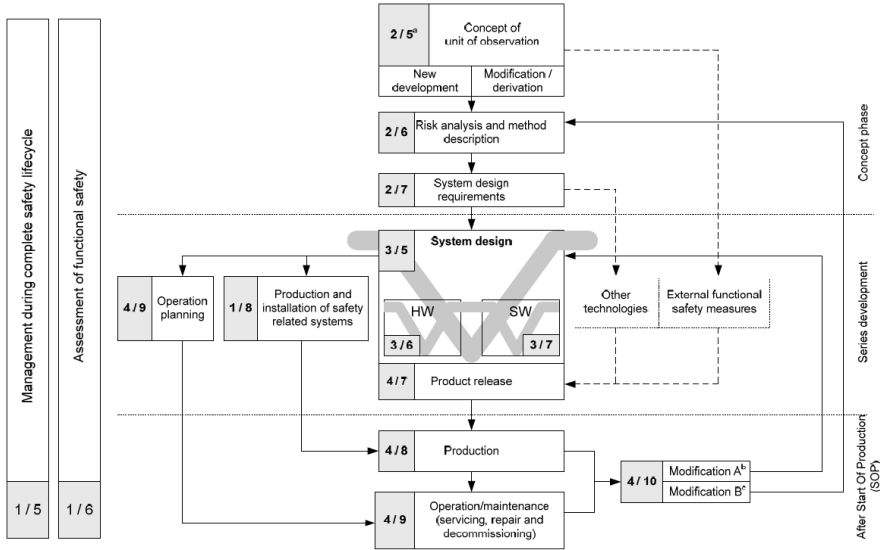 Management during complete safety lifecycle
1 / 5
Assessment of functional safety
1 / 6
2 / 5a
Concept of
unit of observation
New
development
Modification /
derivation
2 / 6
Risk analysis and method
description
2 / 7
System design
requirements
Concept phase
3 / 5
System design
4 / 9
Operation
planning
1 / 8
Production and
installation of safety
related systems
HW
3 / 6
SW
3 / 7
Other
technologies
External functional
safety measures
4 / 7
Product release
Series development
4 / 8
Production
4 / 9
Operation/maintenance
(servicing, repair and
decommissioning)
4 / 10
Modification Ab
Modification Bc
After Start Of Production
(SOP)